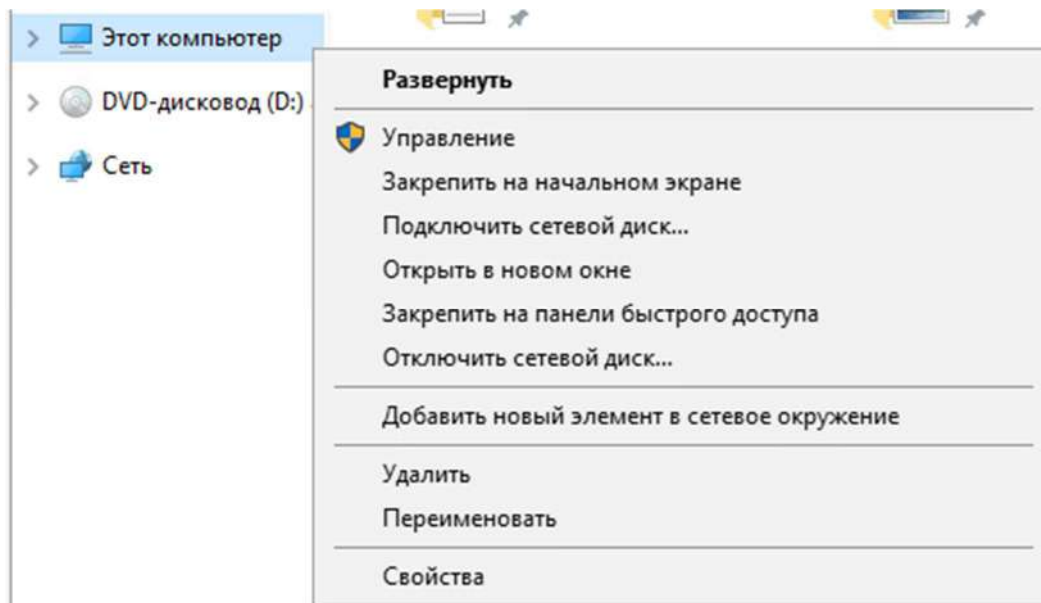 Этот компьютер
DVD-дисковод (D:)
Сеть
Развернуть
Управление
Закрепить на начальном экране
Подключить сетевой диск...
Открыть в новом окне
Закрепить на панели быстрого доступа
Отключить сетевой диск...
Добавить новый элемент в сетевое окружение
Удалить
Переименовать
Свойства